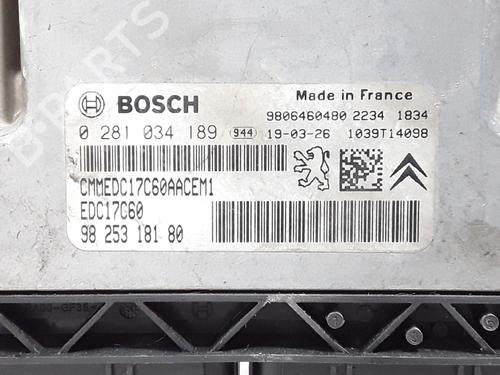 B-PARTS
BOSCH
Made in France
9806460480 2234 1834
0 281 034 189 944 19-03-26 1039T14098
CMMEDC17C60AACEM1
EDC17C60
98 253 181 80